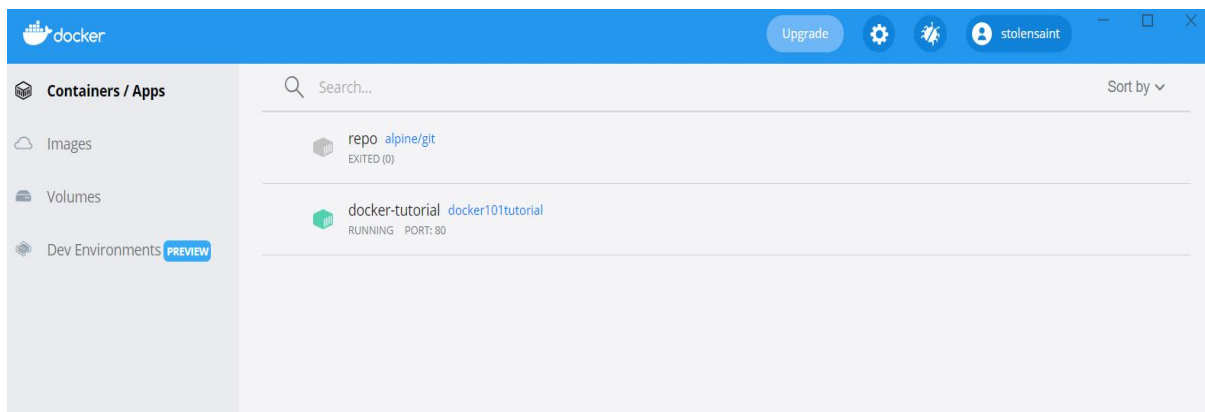 docker
Upgrade
stolensaint
Containers / Apps
Images
Volumes
Dev Environments PREVIEW
Search...
Sort by
repo alpine/git
EXITED (0)
docker-tutorial docker101tutorial
RUNNING PORT: 80